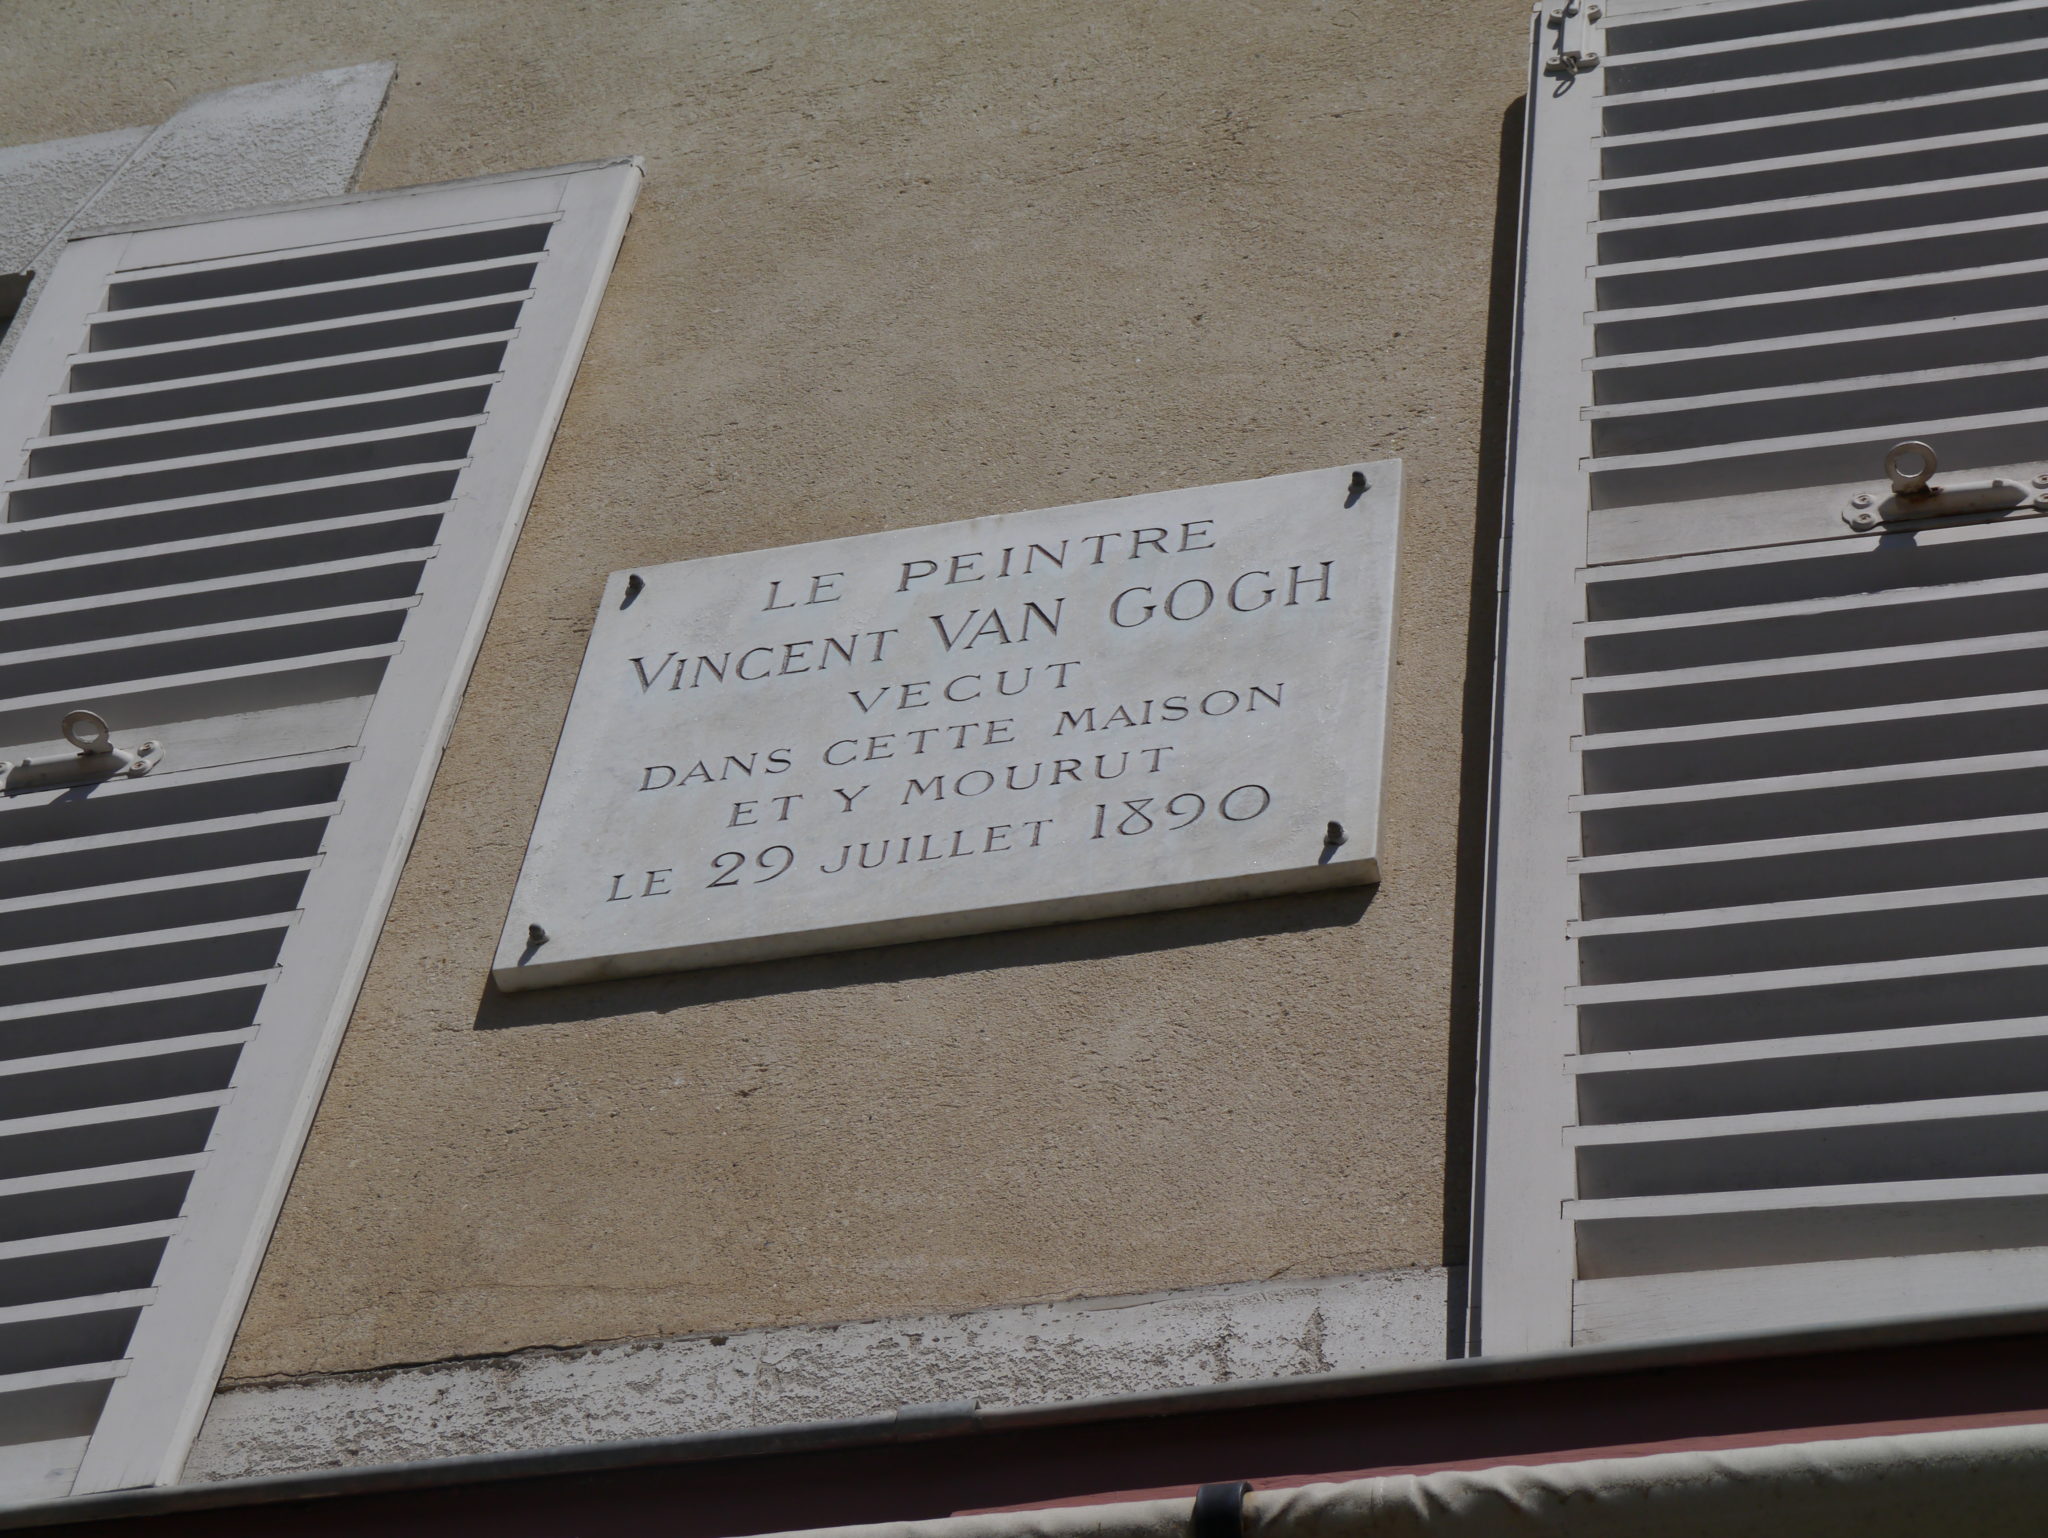 LE PEINTRE
VINCENT VAN GOGH
VECUT
DANS CETTE MAISON
ET Y MOURUT
LE 29 JUILLET 1890